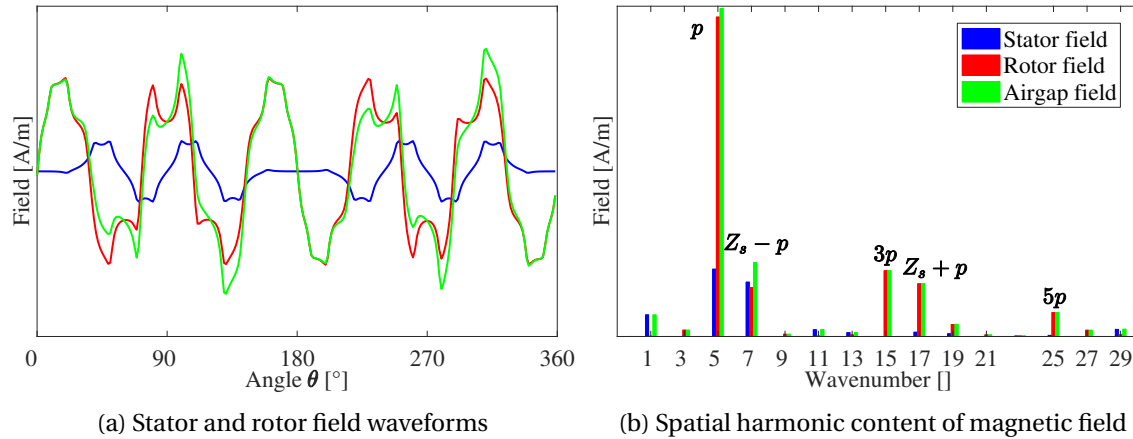 Field [A/m]
0 90 180 270 360
Angle θ [°]
(a) Stator and rotor field waveforms
Field [A/m]
p
Stator field
Rotor field
Airgap field
Z_s − p
3p
Z_s + p
5p
1 3 5 7 9 11 13 15 17 19 21 25 27 29
Wavenumber []
(b) Spatial harmonic content of magnetic field